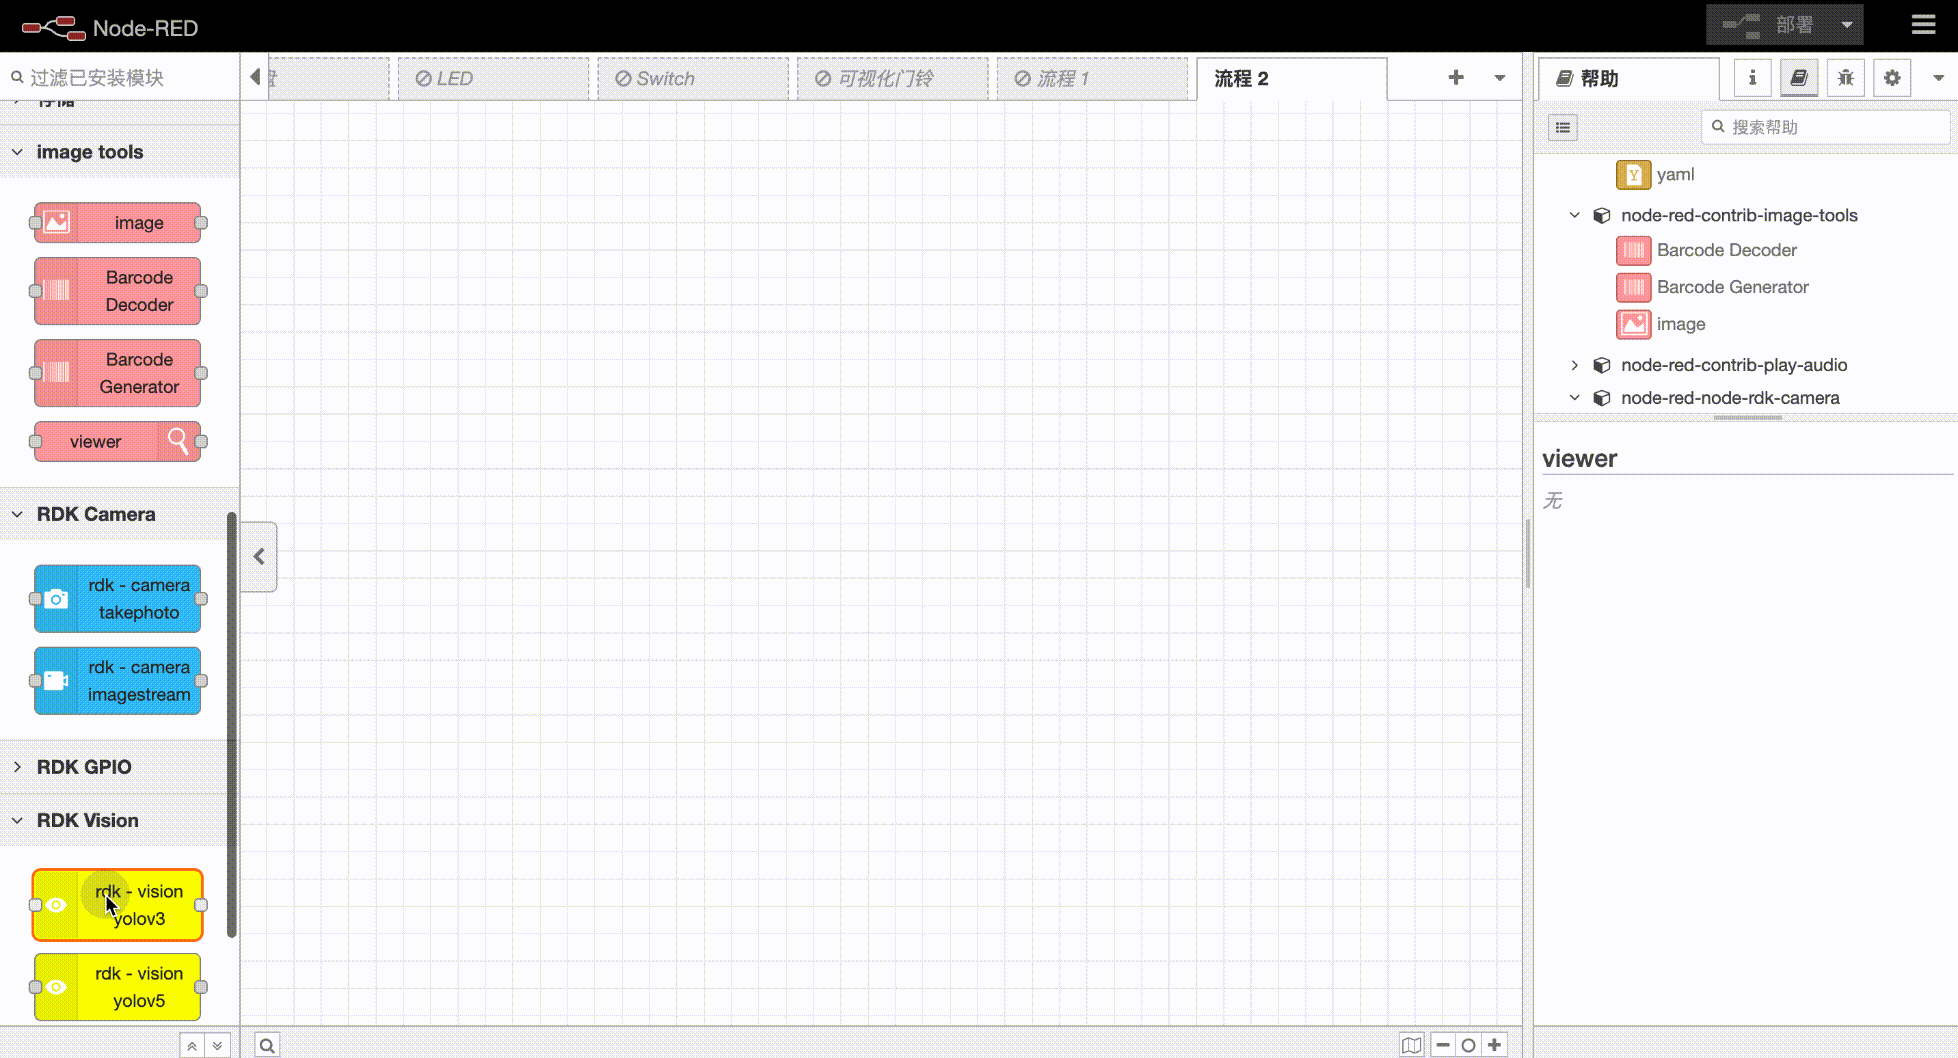 Node-RED
部署
过滤已安装模块
LED
Switch
可视化门铃
流程 1
流程 2
帮助
搜索帮助
存储
image tools
image
Barcode
Decoder
Barcode
Generator
viewer
RDK Camera
rdk - camera
takephoto
rdk - camera
imagestream
RDK GPIO
RDK Vision
rdk - vision
yolov3
rdk - vision
yolov5
yaml
node-red-contrib-image-tools
Barcode Decoder
Barcode Generator
image
node-red-contrib-play-audio
node-red-node-rdk-camera
viewer
无